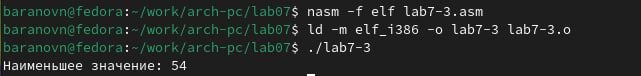 baranovn@fedora:~/work/arch-pc/lab07$ nasm -f elf lab7-3.asm
baranovn@fedora:~/work/arch-pc/lab07$ ld -m elf_i386 -o lab7-3 lab7-3.o
baranovn@fedora:~/work/arch-pc/lab07$ ./lab7-3
Наименьшее значение: 54